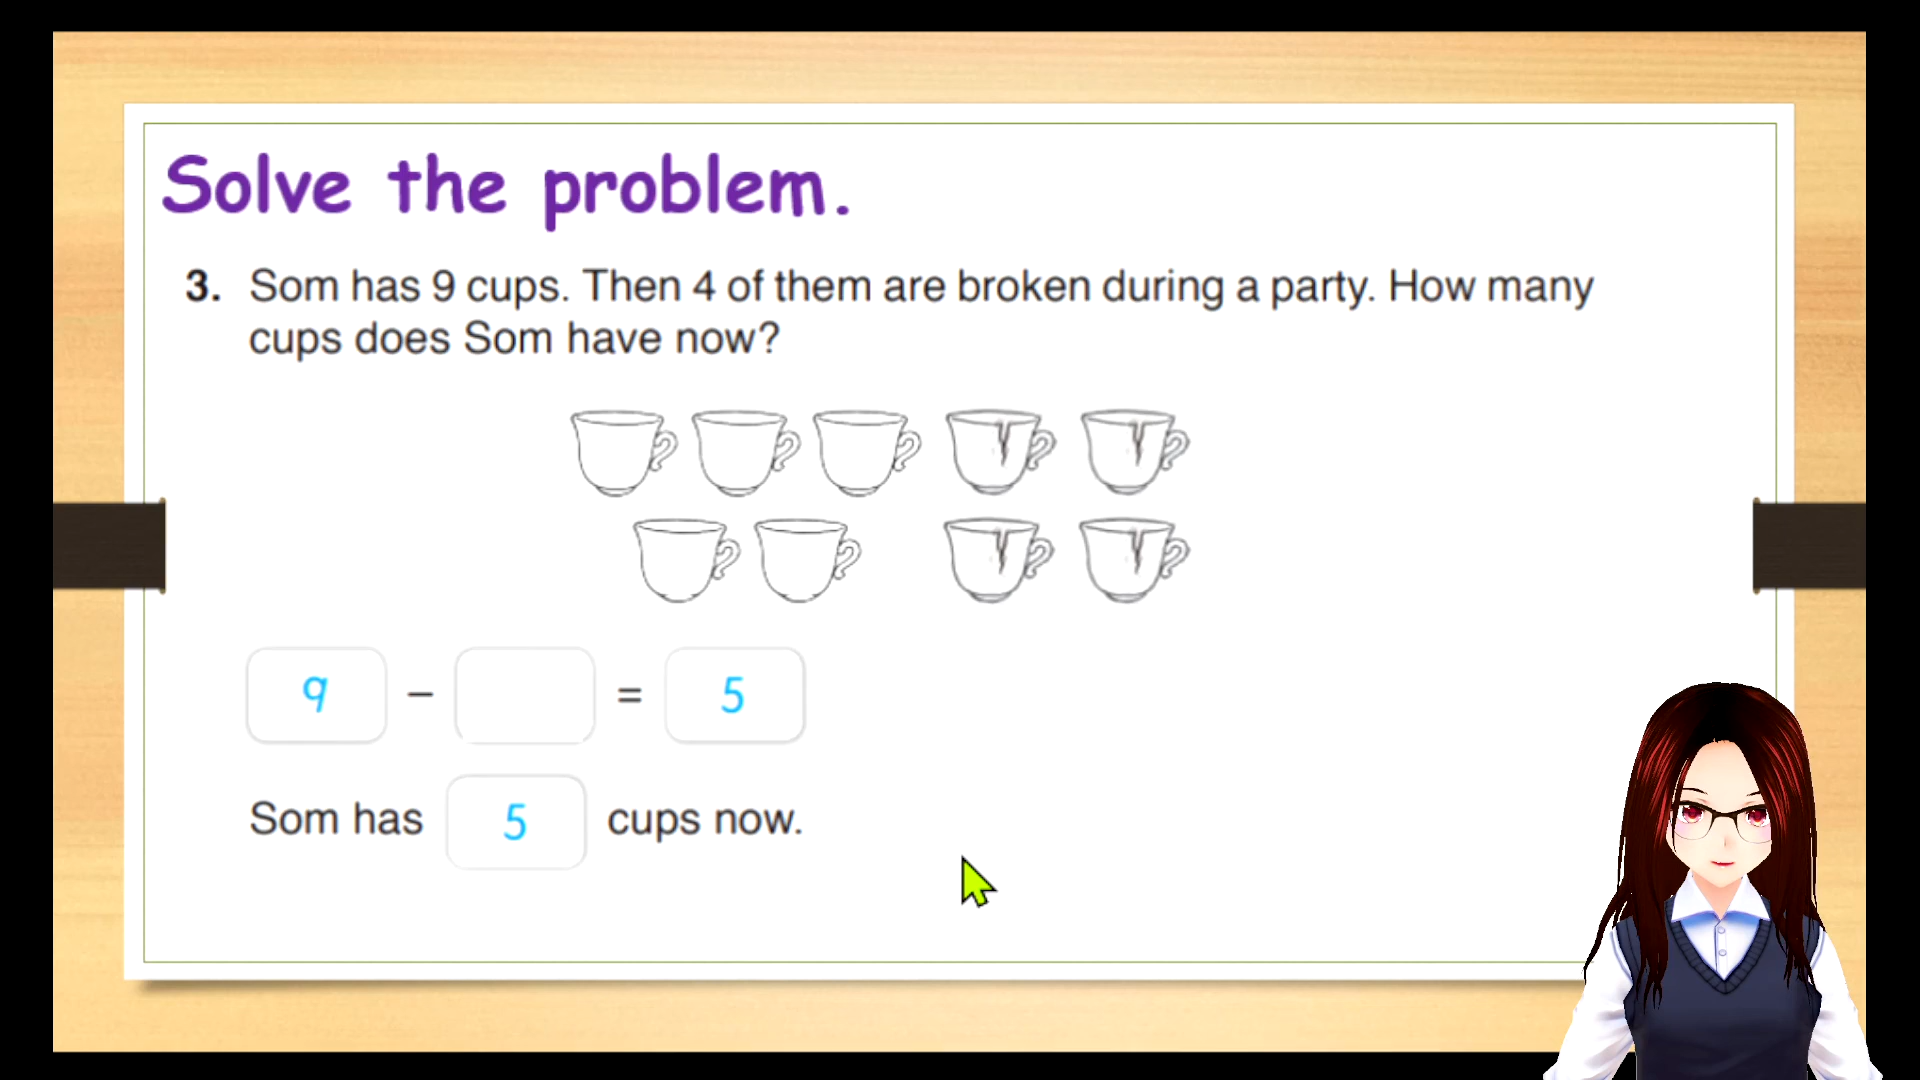 Solve the problem.
3. Som has 9 cups. Then 4 of them are broken during a party. How many
cups does Som have now?
9 − = 5
Som has 5 cups now.